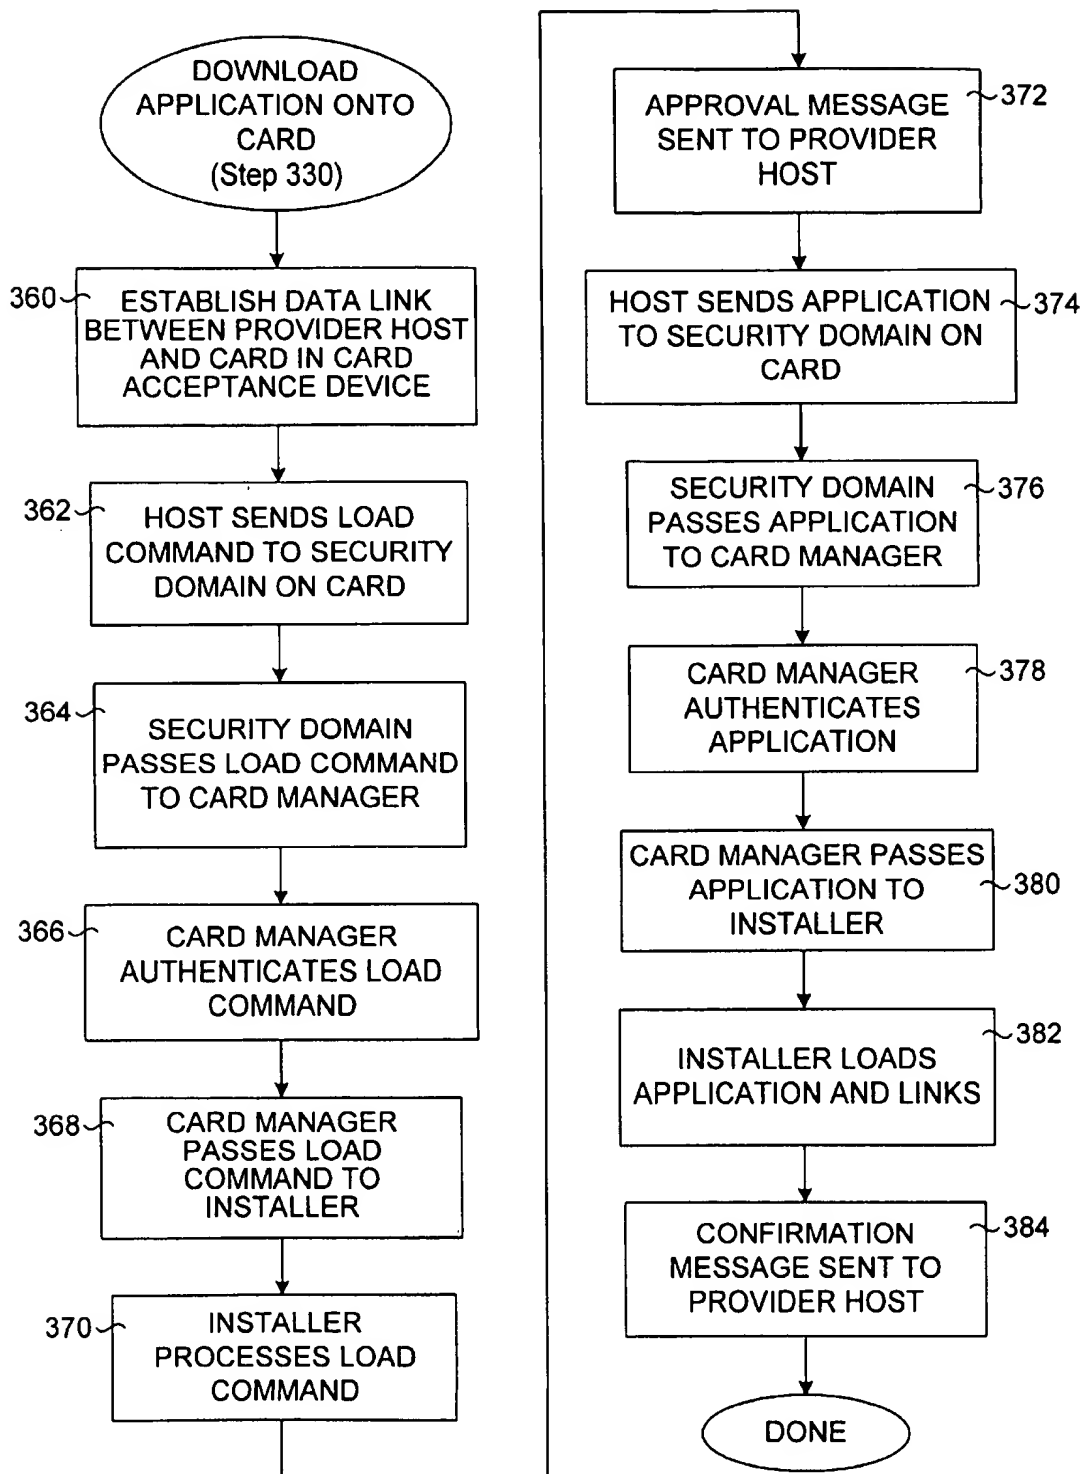 DOWNLOAD
APPLICATION ONTO
CARD
(Step 330)
360
ESTABLISH DATA LINK
BETWEEN PROVIDER HOST
AND CARD IN CARD
ACCEPTANCE DEVICE
362
HOST SENDS LOAD
COMMAND TO SECURITY
DOMAIN ON CARD
364
SECURITY DOMAIN
PASSES LOAD COMMAND
TO CARD MANAGER
366
CARD MANAGER
AUTHENTICATES LOAD
COMMAND
368
CARD MANAGER
PASSES LOAD
COMMAND TO
INSTALLER
370
INSTALLER
PROCESSES LOAD
COMMAND
372
APPROVAL MESSAGE
SENT TO PROVIDER
HOST
374
HOST SENDS APPLICATION
TO SECURITY DOMAIN ON
CARD
376
SECURITY DOMAIN
PASSES APPLICATION
TO CARD MANAGER
378
CARD MANAGER
AUTHENTICATES
APPLICATION
380
CARD MANAGER PASSES
APPLICATION TO
INSTALLER
382
INSTALLER LOADS
APPLICATION AND LINKS
384
CONFIRMATION
MESSAGE SENT TO
PROVIDER HOST
DONE